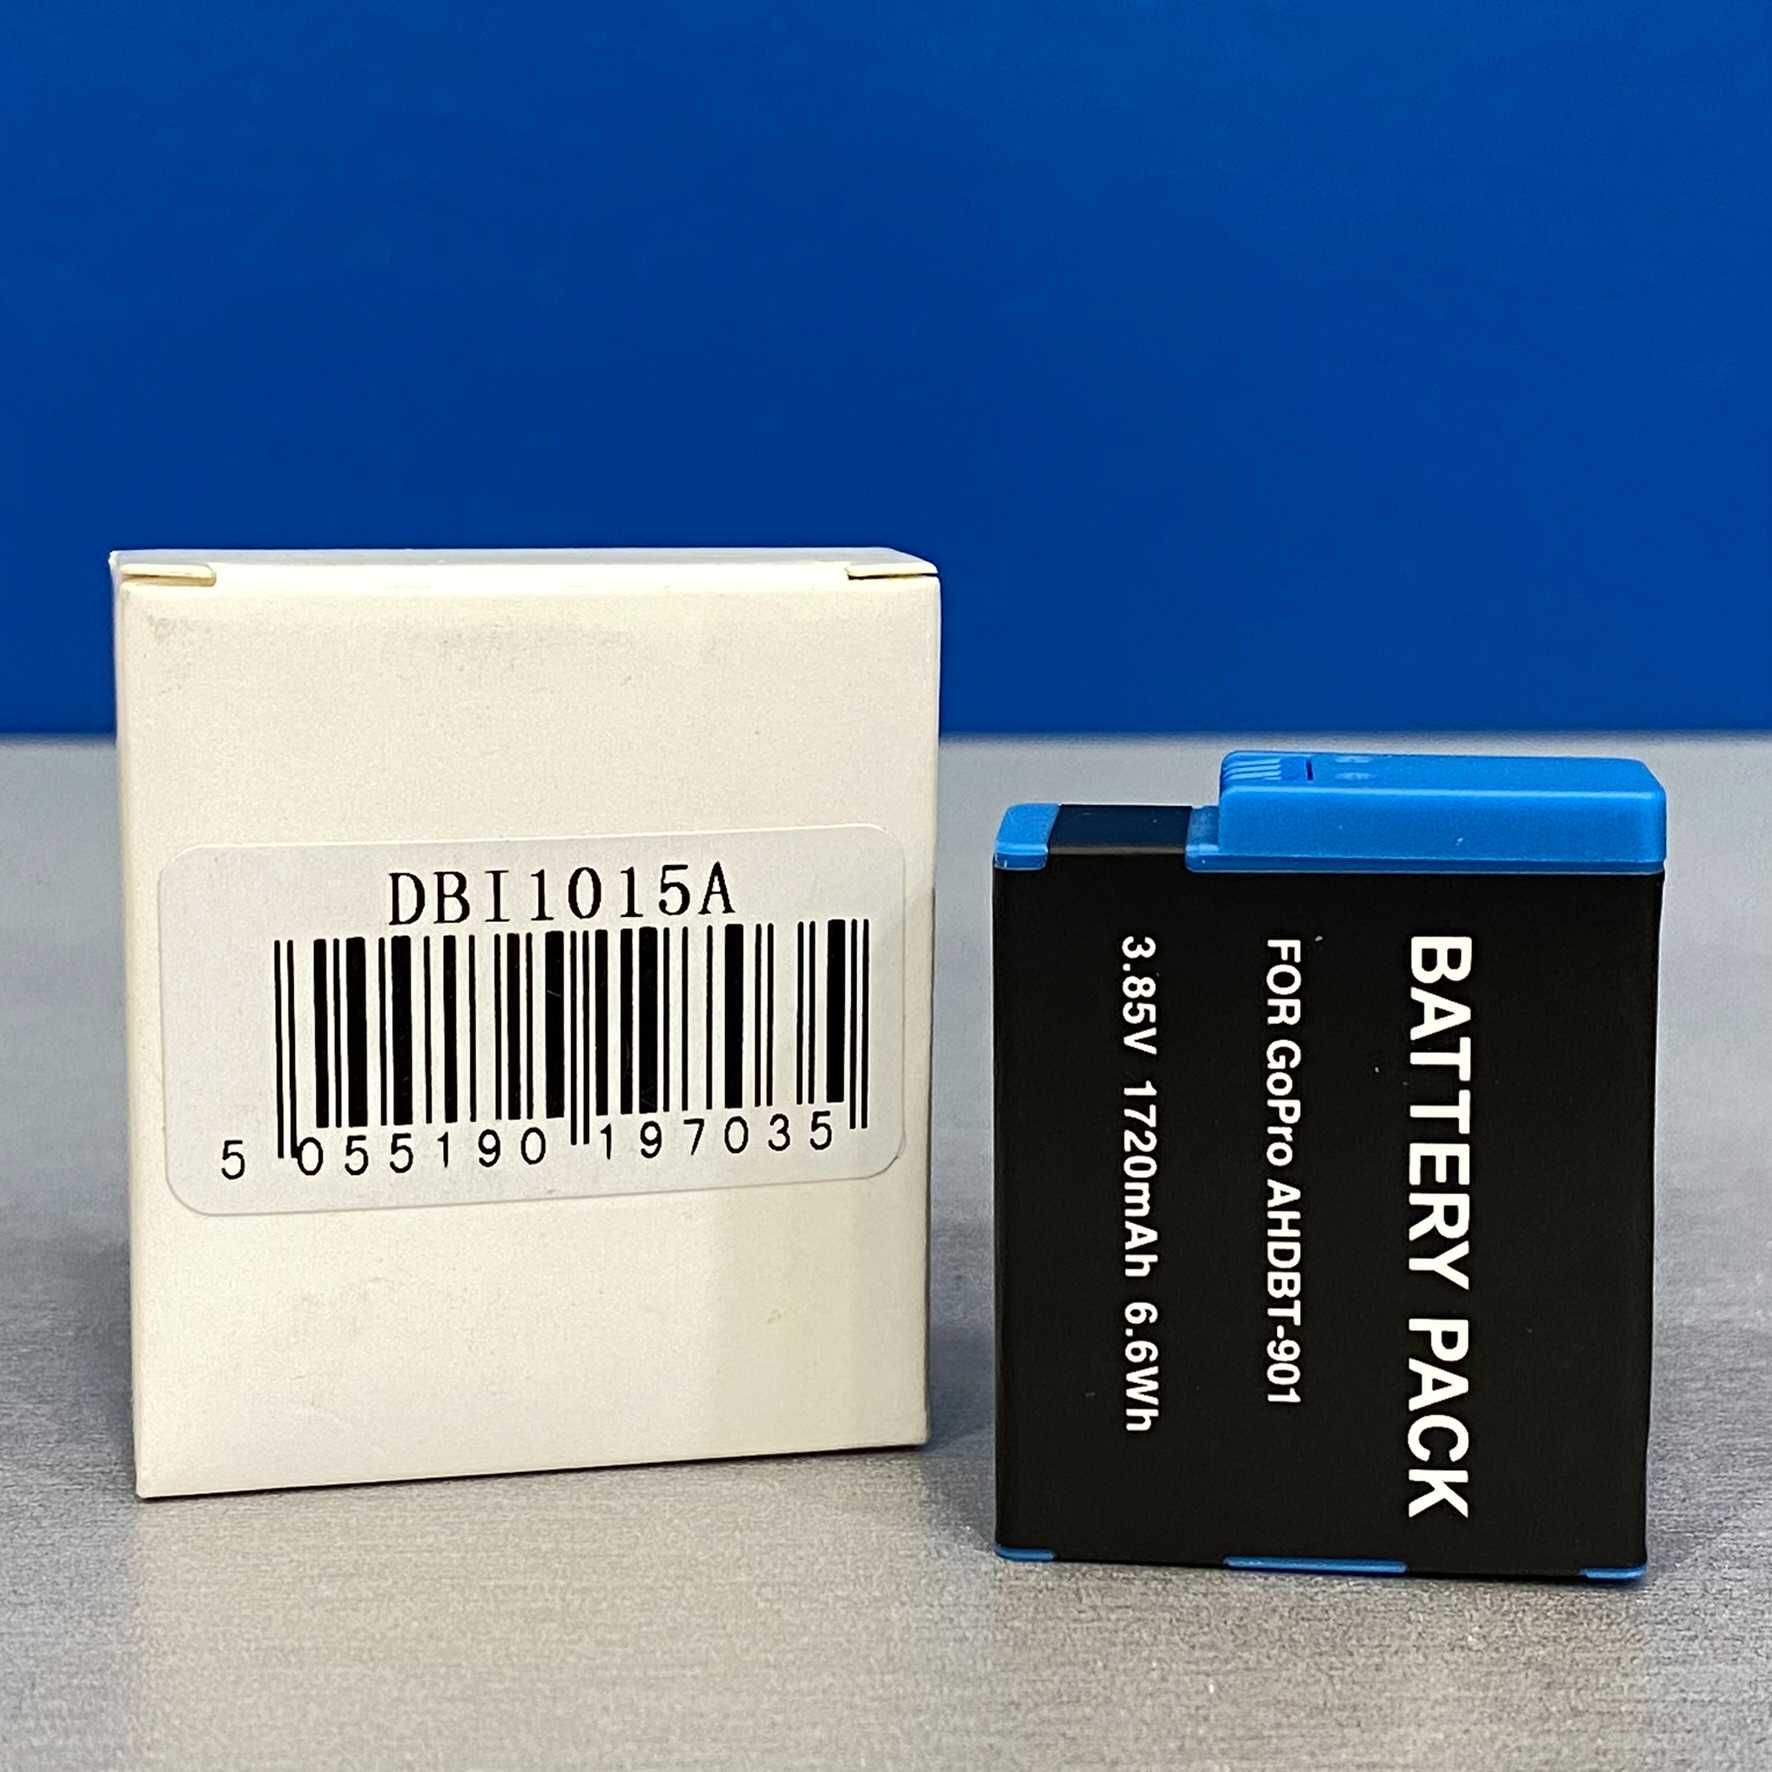 DBI1015A
5 055190 197035
BATTERY PACK
FOR GoPro AHDBT-901
3.85V 1720mAh 6.6Wh